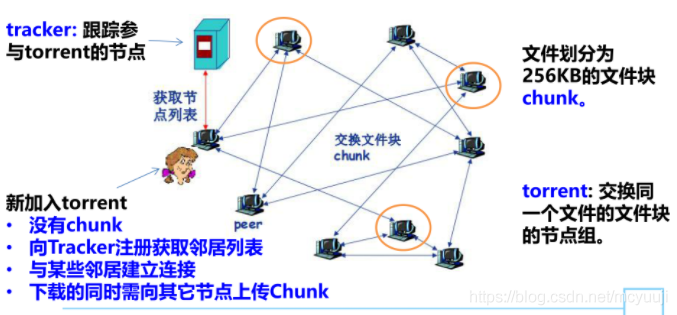 tracker: 跟踪参
与torrent的节点
获取节
点列表
文件划分为
256KB的文件块
chunk。
交换文件块
chunk
peer
新加入torrent
• 没有chunk
• 向Tracker注册获取邻居列表
• 与某些邻居建立连接
• 下载的同时需向其它节点上传Chunk
torrent: 交换同
一个文件的文件块
的节点组。
https://blog.csdn.net/mcyuuji